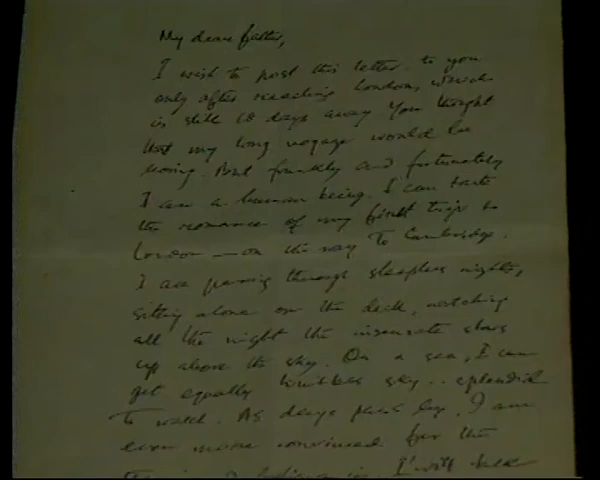 My dear father,
I wish to post this letter to you
only after reaching London, which
is still 10 days away You thought
that my long voyage would be
boring. But frankly and fortunately
I am a human being. I can taste
the romance of my first trip to
London — on the way To Cambridge.
I am passing through sleepless nights,
sitting alone on the deck, watching
all the night the stars
up above the sky. On a sea, I can
get equally sky .. splendid
To watch. As days pass by, I am
even more convinced for the
I will